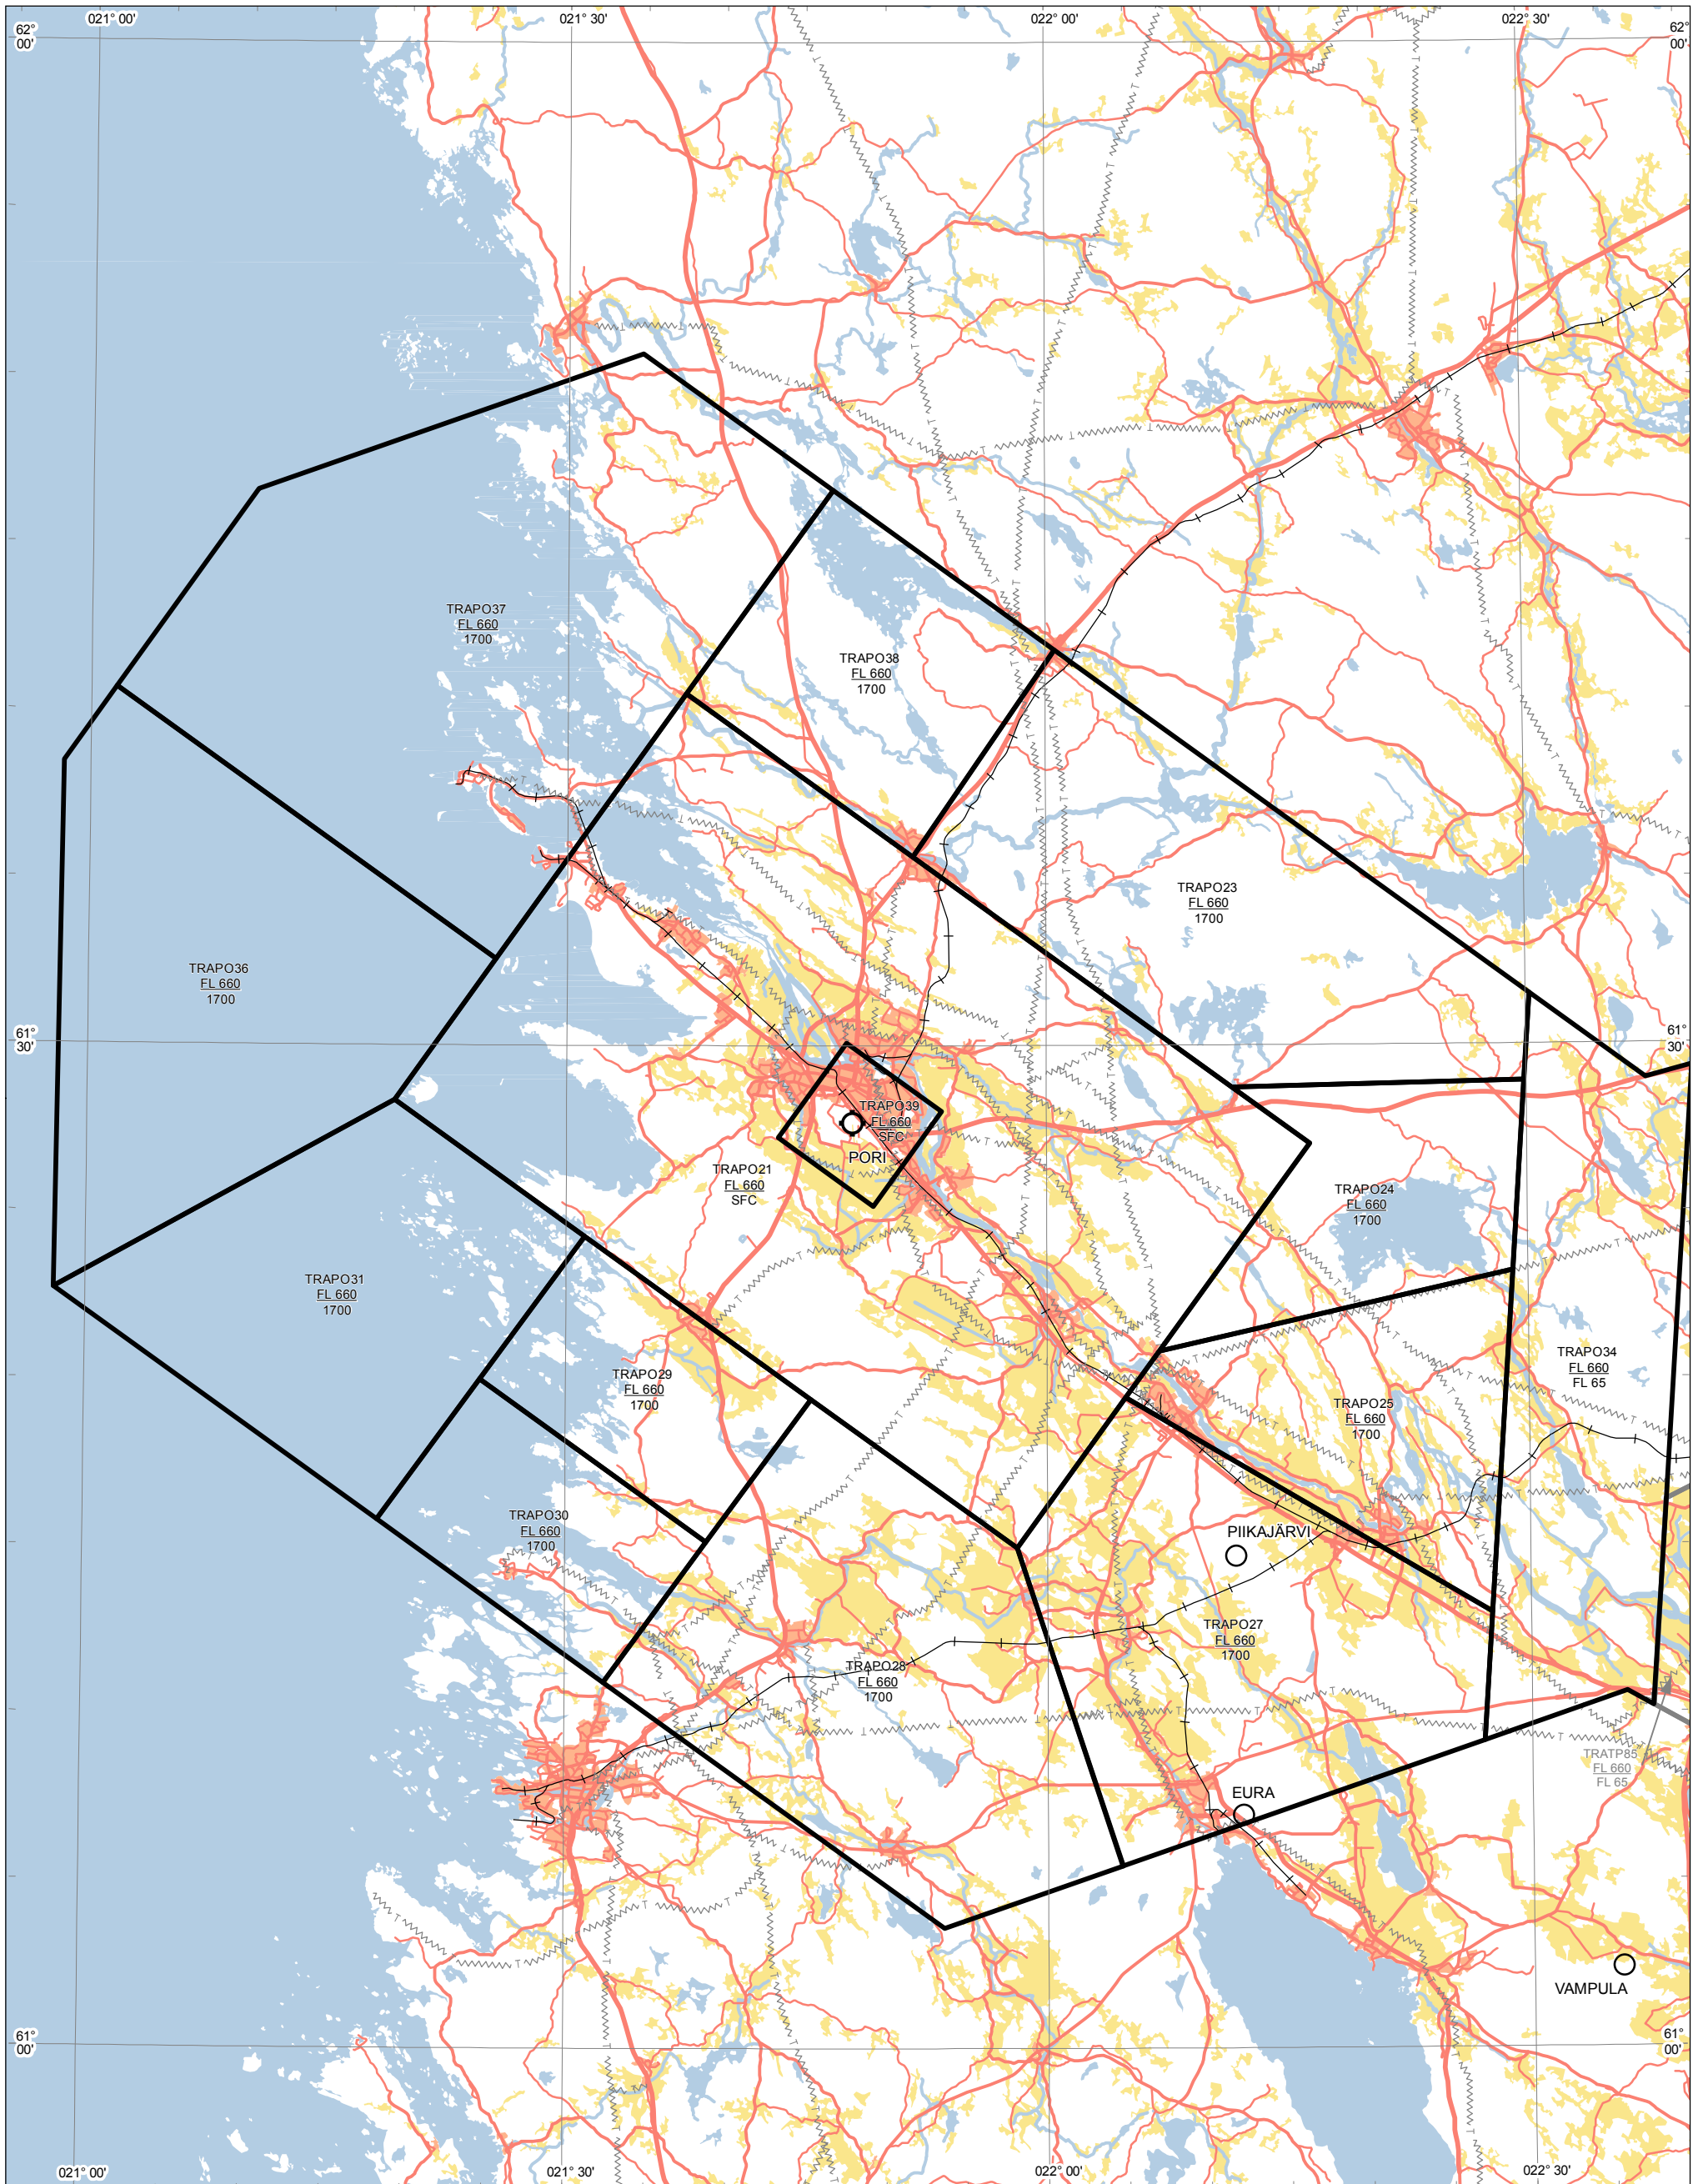 021° 00'
021° 30'
022° 00'
022° 30'
62°
00'
62°
00'
TRAPO37
FL 660
1700
TRAPO38
FL 660
1700
TRAPO23
FL 660
1700
TRAPO36
FL 660
1700
61°
30'
61°
30'
TRAPO39
FL 660
SFC
PORI
TRAPO21
FL 660
SFC
TRAPO24
FL 660
1700
TRAPO31
FL 660
1700
TRAPO34
FL 660
FL 65
TRAPO29
FL 660
1700
TRAPO25
FL 660
1700
TRAPO30
FL 660
1700
PIIKAJÄRVI
TRAPO27
FL 660
1700
TRAPO28
FL 660
1700
TRATP85
FL 660
FL 65
EURA
VAMPULA
61°
00'
61°
00'
021° 00'
021° 30'
022° 00'
022° 30'